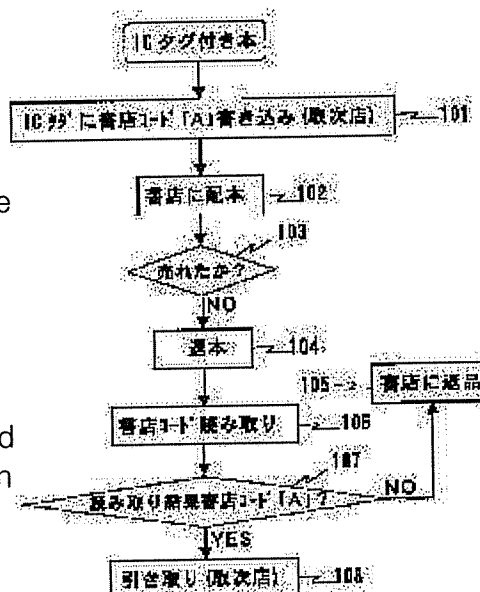 ICタグ付き本
ICタグに書店コード「A」書き込み(取次店) 101
e
書店に配本 102
103
売れたか?
NO
返本 104
105 書店に返品
d
書店コード読み取り 106
n
107
読み取り結果書店コード「A」? NO
YES
引き取り(取次店) 108